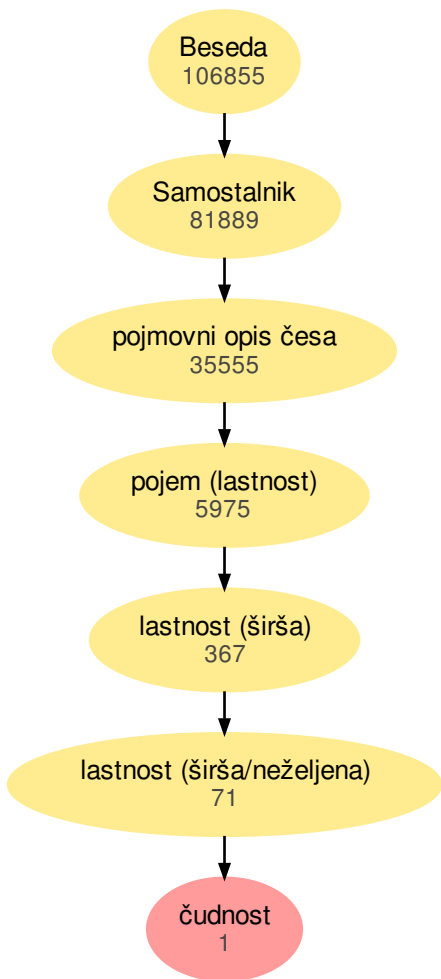 Beseda
106855
Samostalnik
81889
pojmovni opis česa
35555
pojem (lastnost)
5975
lastnost (širša)
367
lastnost (širša/neželjena)
71
čudnost
1